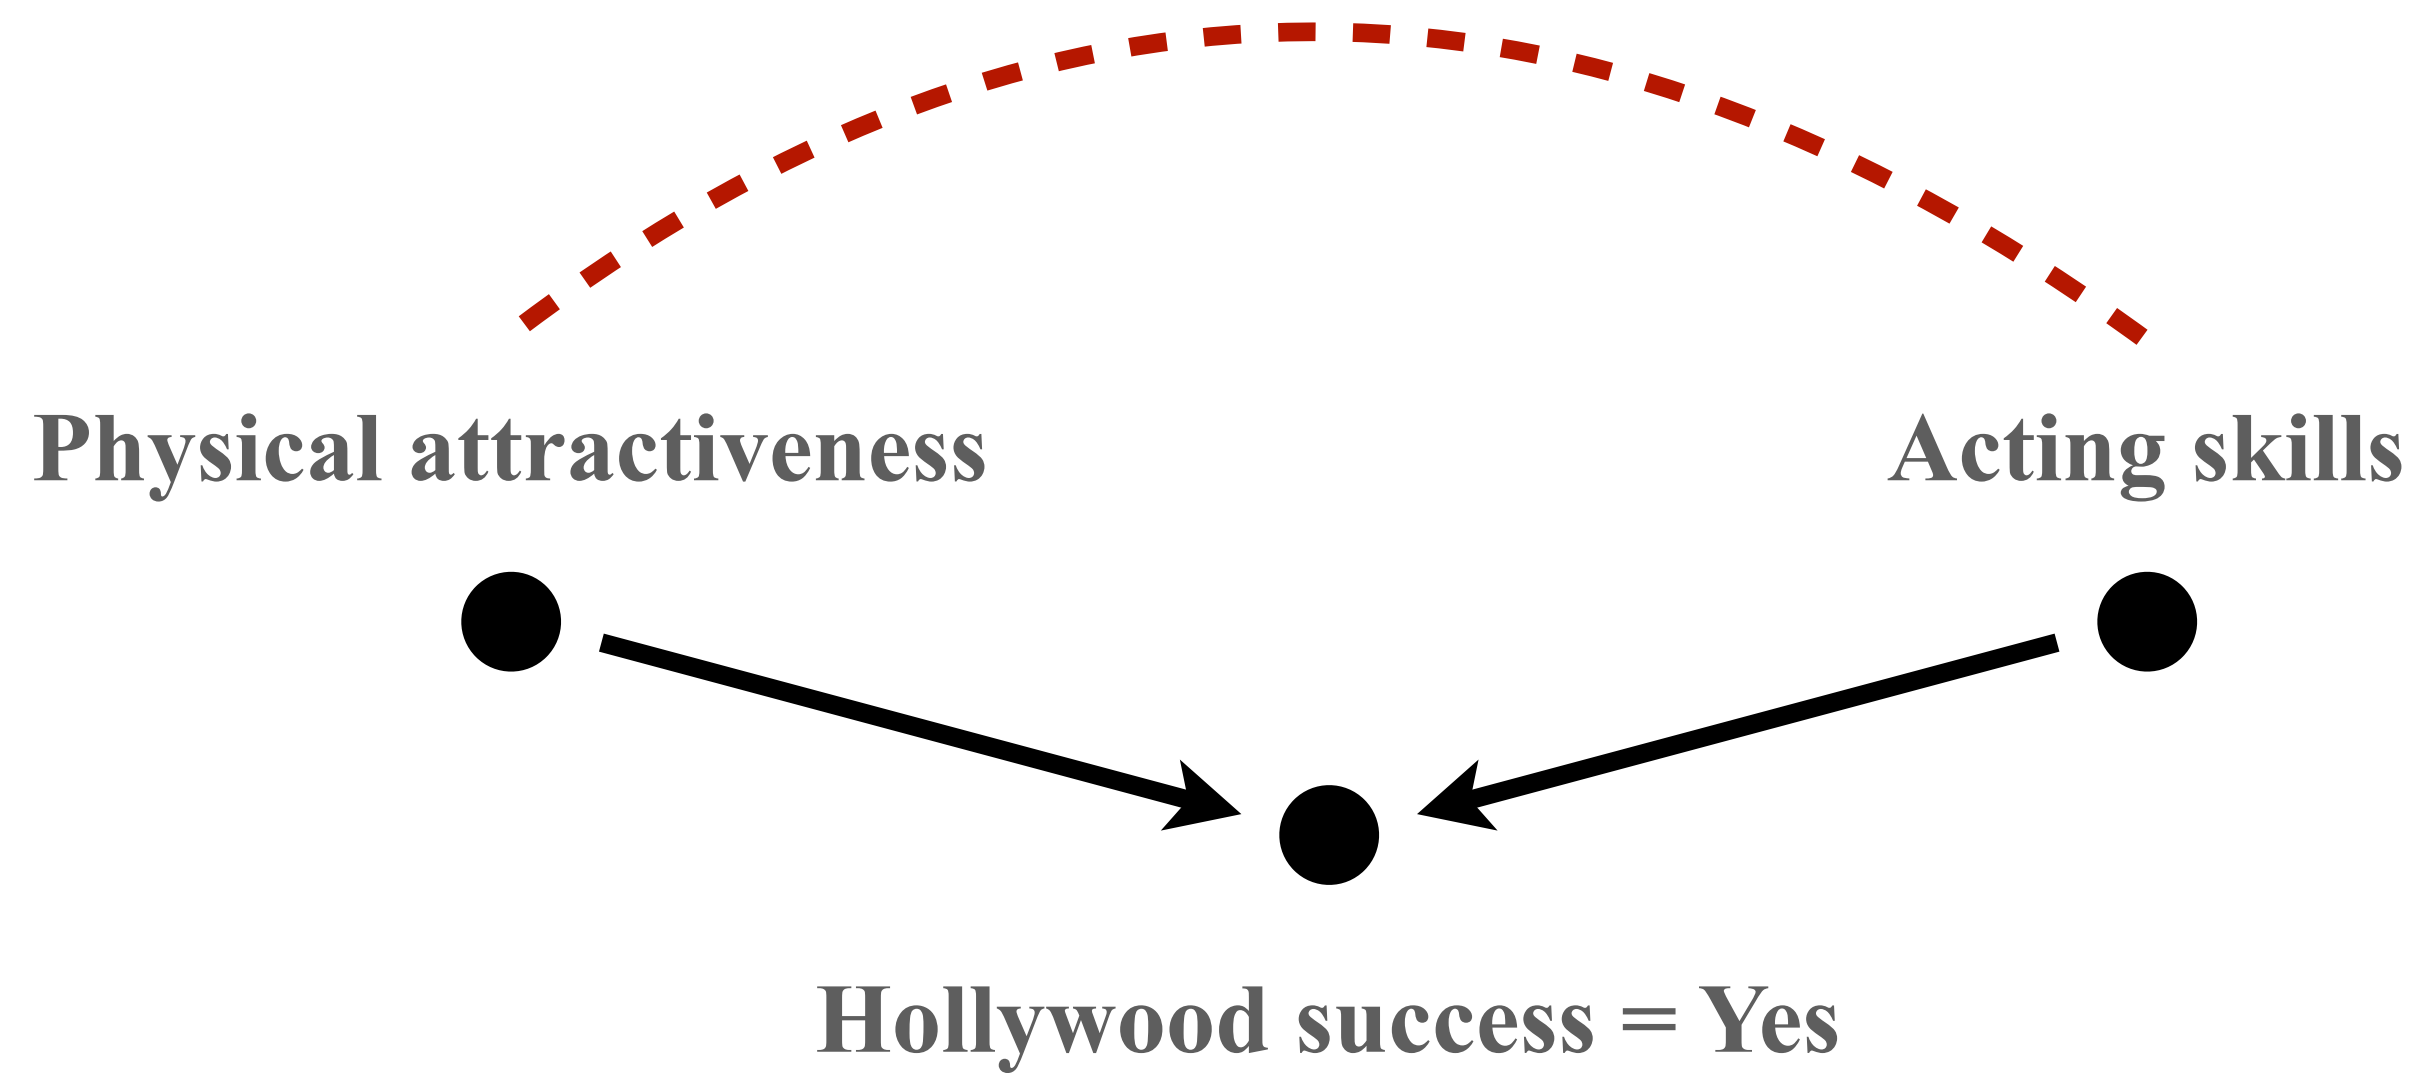 Physical attractiveness
Acting skills
Hollywood success = Yes